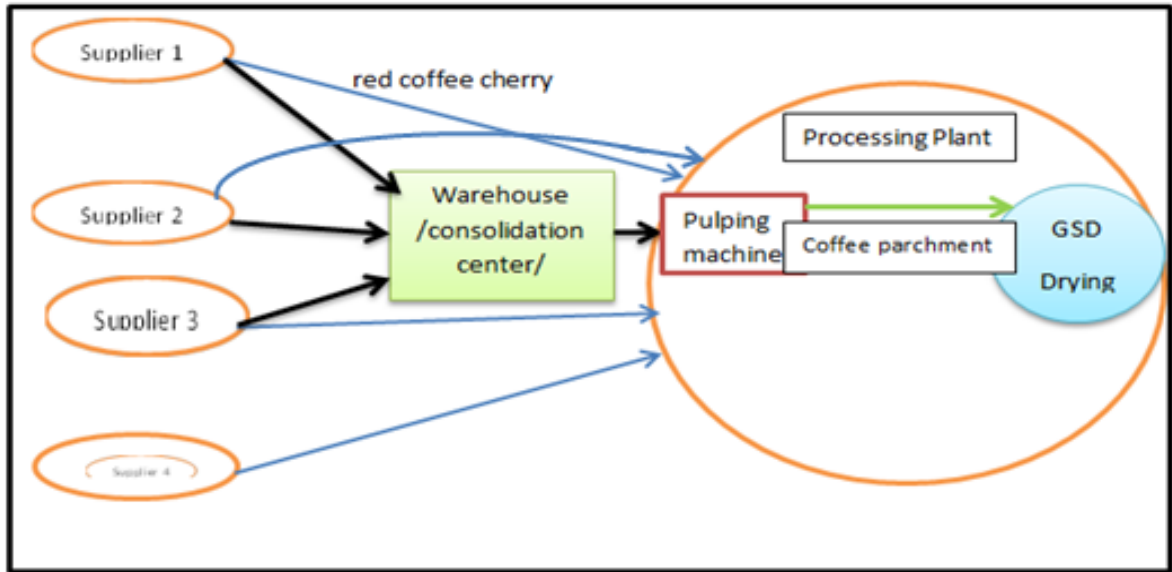 Supplier 1
red coffee cherry
Supplier 2
Supplier 3
Supplier 4
Warehouse
/consolidation
center/
Processing Plant
Pulping
machine
Coffee parchment
GSD
Drying